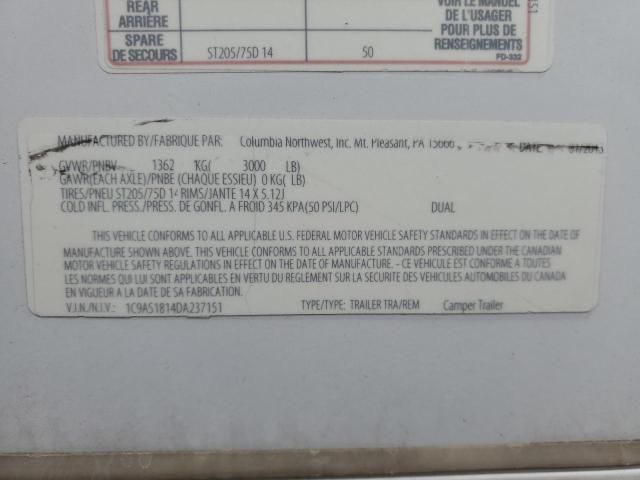 REAR
ARRIÈRE
SPARE
DE SECOURS
ST205/75D 14
50
VOIR LE MANUEL
DE L'USAGER
POUR PLUS DE
RENSEIGNEMENTS
FD-332
151
MANUFACTURED BY/FABRIQUE PAR: Columbia Northwest, Inc. Mt. Pleasant, PA 15666 DATE 01/2013
GVWR/PNBV 1362 KG( 3000 LB)
GAWR(EACH AXLE)/PNBE (CHAQUE ESSIEU) 0 KG( LB)
TIRES/PNEU ST205/75D 14 RIMS/JANTE 14 X 5.12J
COLD INFL. PRESS./PRESS. DE GONFL. A FROID 345 KPA(50 PSI/LPC) DUAL
THIS VEHICLE CONFORMS TO ALL APPLICABLE U.S. FEDERAL MOTOR VEHICLE SAFETY STANDARDS IN EFFECT ON THE DATE OF
MANUFACTURE SHOWN ABOVE. THIS VEHICLE CONFORMS TO ALL APPLICABLE STANDARDS PRESCRIBED UNDER THE CANADIAN
MOTOR VEHICLE SAFETY REGULATIONS IN EFFECT ON THE DATE OF MANUFACTURE. - CE VEHICULE EST CONFORME A TOUTES
LES NORMES QUI LUI SONT APPLICABLES EN VERTU DU REGLEMENT SUR LA SECURITE DES VEHICULES AUTOMOBILES DU CANADA
EN VIGUEUR A LA DATE DE SA FABRICATION.
V.I.N./N.I.V.: 1C9AS1814DA237151 TYPE/TYPE: TRAILER TRA/REM Camper Trailer